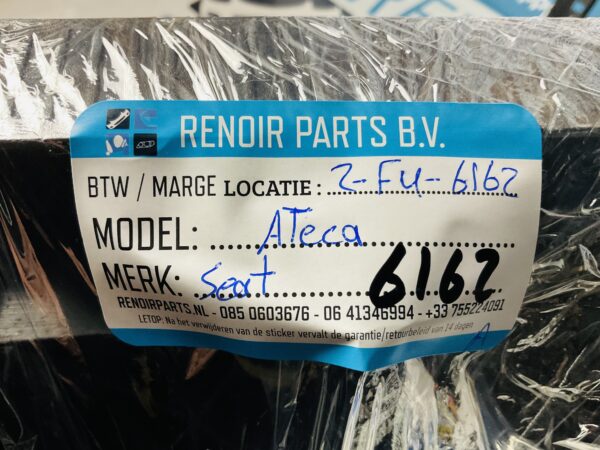 RENOIR PARTS B.V.
BTW / MARGE LOCATIE : 2-FU-6162
MODEL: ATeca
MERK: Seat 6162
RENOIRPARTS.NL - 085 0603676 - 06 41346994 - +33 755224091
LETOP: Na het verwijderen van de sticker vervalt de garantie/retourbeleid van 14 dagen